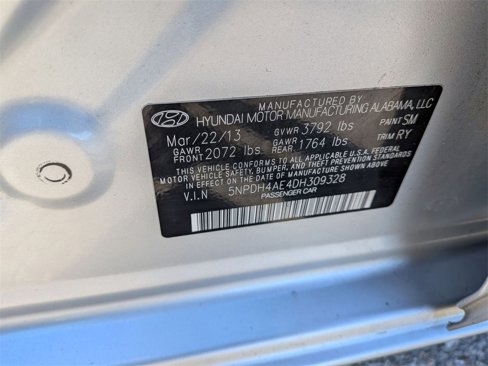 MANUFACTURED BY
HYUNDAI MOTOR MANUFACTURING ALABAMA, LLC
Mar/22/13 GVWR 3792 lbs PAINT SM
GAWR FRONT 2072 lbs GAWR REAR 1764 lbs TRIM RY
THIS VEHICLE CONFORMS TO ALL APPLICABLE U.S.A. FEDERAL
MOTOR VEHICLE SAFETY, BUMPER, AND THEFT PREVENTION STANDARDS
IN EFFECT ON THE DATE OF MANUFACTURE SHOWN ABOVE.
V.I.N 5NPDH4AE4DH309328
PASSENGER CAR